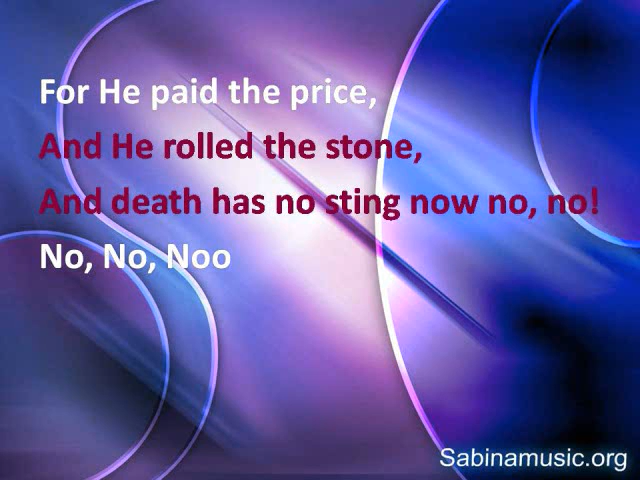 For He paid the price,
And He rolled the stone,
And death has no sting now no, no!
No, No, Noo
Sabinamusic.org